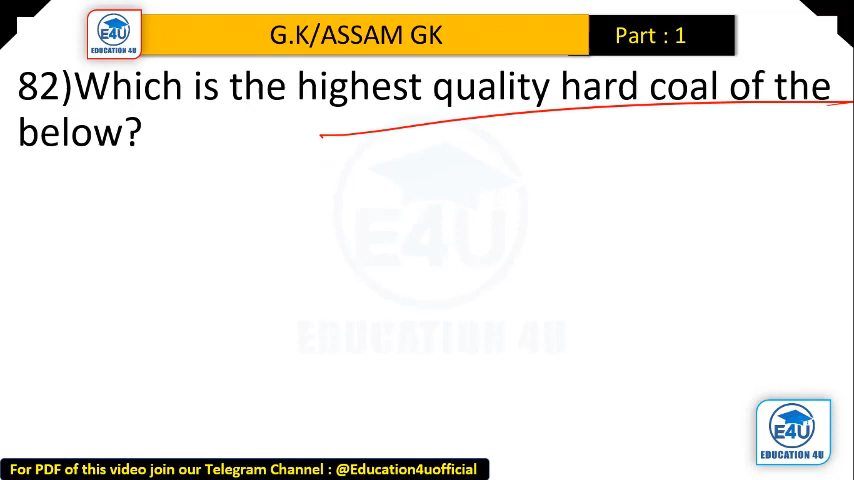 E4U
EDUCATION 4U
G.K/ASSAM GK
Part : 1
82)Which is the highest quality hard coal of the
below?
E4U
EDUCATION 4U
E4U
EDUCATION 4U
For PDF of this video join our Telegram Channel : @Education4uofficial